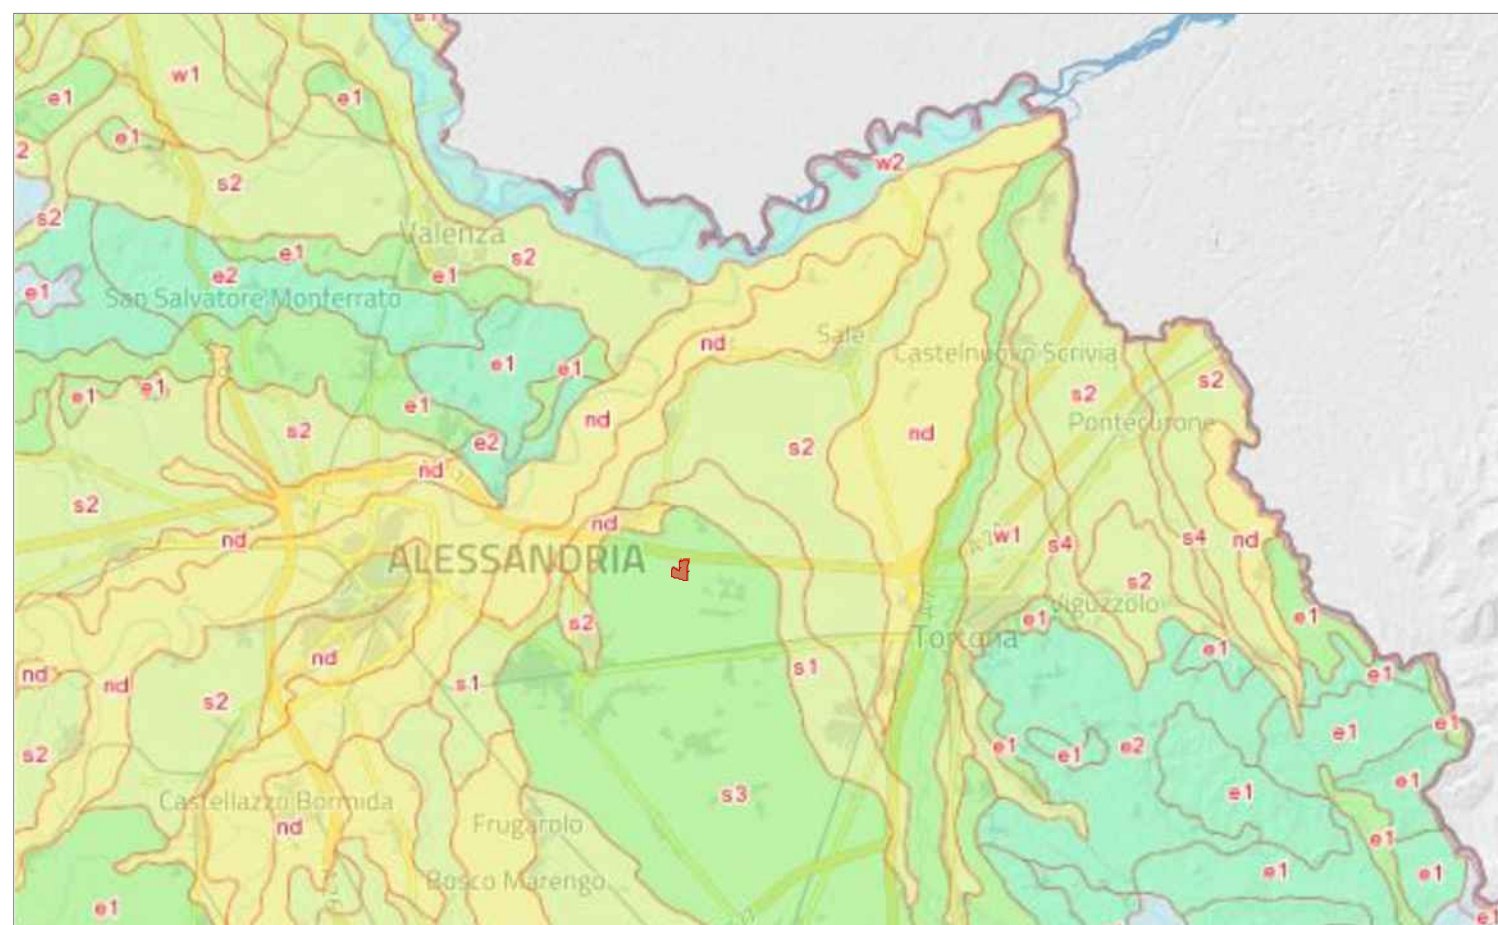 s1
w1
e1
e1
e1
2
w2
s2
s2
Valenza
e1
s2
e2
e1
e1
San Salvatore Monferrato
nd
Sale
Castelnuovo Scrivia
e1
e1
s2
s2
e1
e1
e1
nd
Pontecurone
s2
nd
e2
s2
nd
s2
nd
nd
w1
s4
s4
nd
ALESSANDRIA
s2
Viguzzolo
e1
e1
s2
Tortona
e1
nd
s1
s1
nd
nd
e1
s2
e1
e1
e2
e1
s2
e1
e1
s3
e1
Castellazzo Bormida
nd
Frugarolo
e1
Bosco Marengo
e1
e1
e1
e1